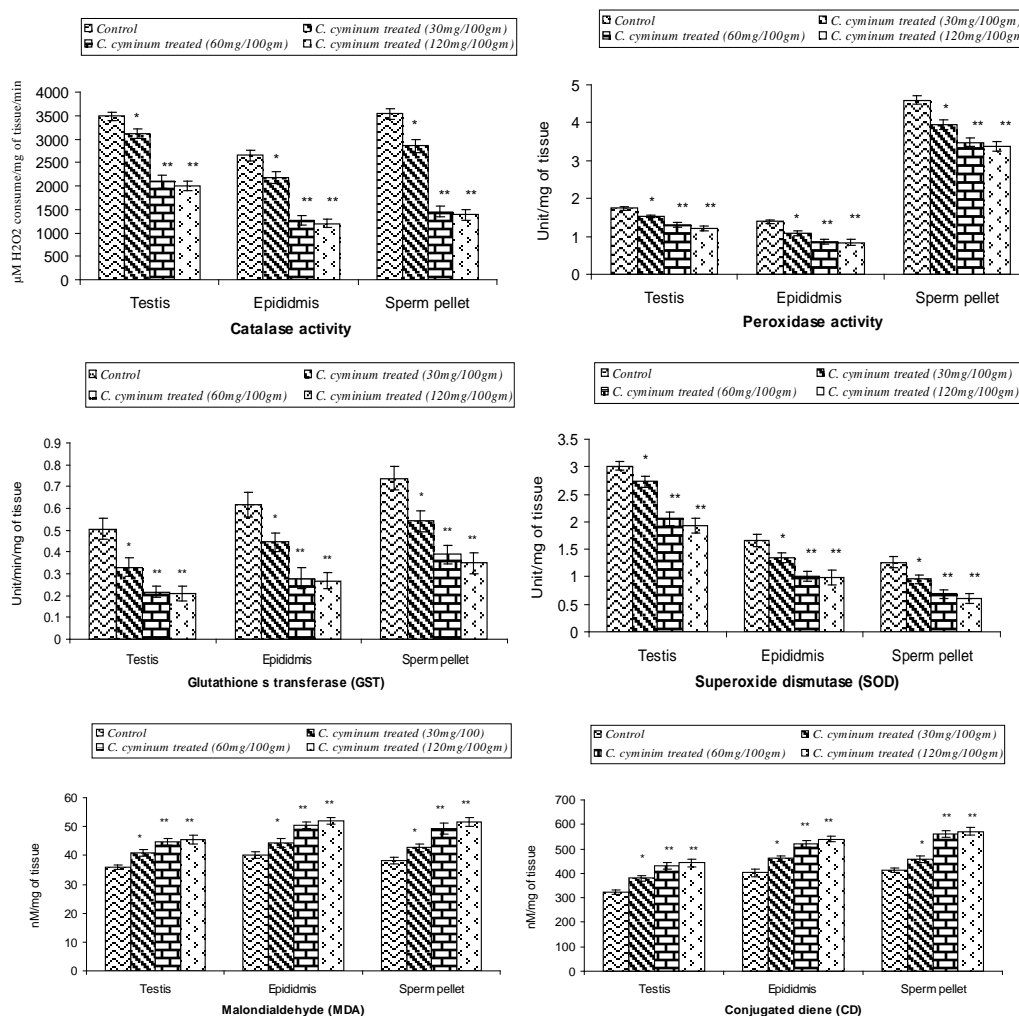 Control
C. cyminum treated (30mg/100gm)
C. cyminum treated (60mg/100gm)
C. cyminum treated (120mg/100gm)
µM H2O2 consume/mg of tissue/min
4000
3500
3000
2500
2000
1500
1000
500
0
* ** **
* ** **
* ** **
Testis Epididmis Sperm pellet
Catalase activity
Control
C. cyminum treated (30mg/100gm)
C. cyminum treated (60mg/100gm)
C. cyminum treated (120mg/100gm)
Unit/mg of tissue
5
4
3
2
1
0
* ** **
* ** **
* ** **
Testis Epididmis Sperm pellet
Peroxidase activity
Control
C. cyminum treated (30mg/100gm)
C. cyminum treated (60mg/100gm)
C. cyminium treated (120mg/100gm)
Unit/min/mg of tissue
0.9
0.8
0.7
0.6
0.5
0.4
0.3
0.2
0.1
0
* ** **
* ** **
* ** **
Testis Epididmis Sperm pellet
Glutathione s transferase (GST)
Control
C. cyminum treated (30mg/100gm)
C. cyminum treated (60mg/100gm)
C. cyminum treated (120mg/100gm)
Unit/mg of tissue
3.5
3
2.5
2
1.5
1
0.5
0
* ** **
* ** **
* ** **
Testis Epididmis Sperm pellet
Superoxide dismutase (SOD)
Control
C. cyminum treated (30mg/100)
C. cyminum treated (60mg/100gm)
C. cyminum treated (120mg/100gm)
nM/mg of tissue
60
50
40
30
20
10
0
* ** **
* ** **
* ** **
Testis Epididmis Sperm pellet
Malondialdehyde (MDA)
Control
C. cyminum treated (30mg/100gm)
C. cyminim treated (60mg/100gm)
C. cyminum treated (120mg/100gm)
nM/mg of tissue
700
600
500
400
300
200
100
0
* ** **
* ** **
* ** **
Testis Epididmis Sperm pellet
Conjugated diene (CD)